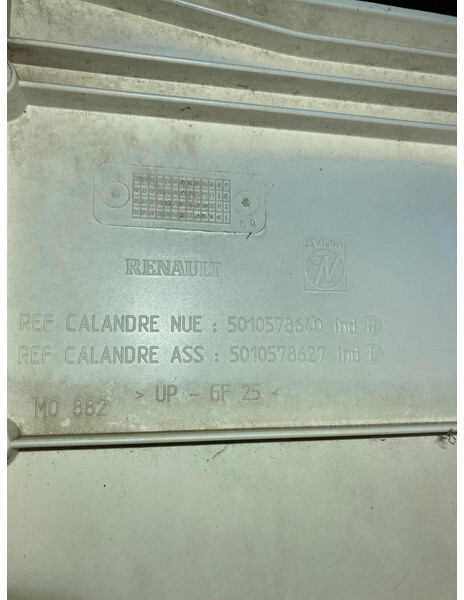 RENAULT
REF CALANDRE NUE : 5010578640 Ind H
REF CALANDRE ASS : 5010578627 Ind L
MO 882 > UP - GF 25 <